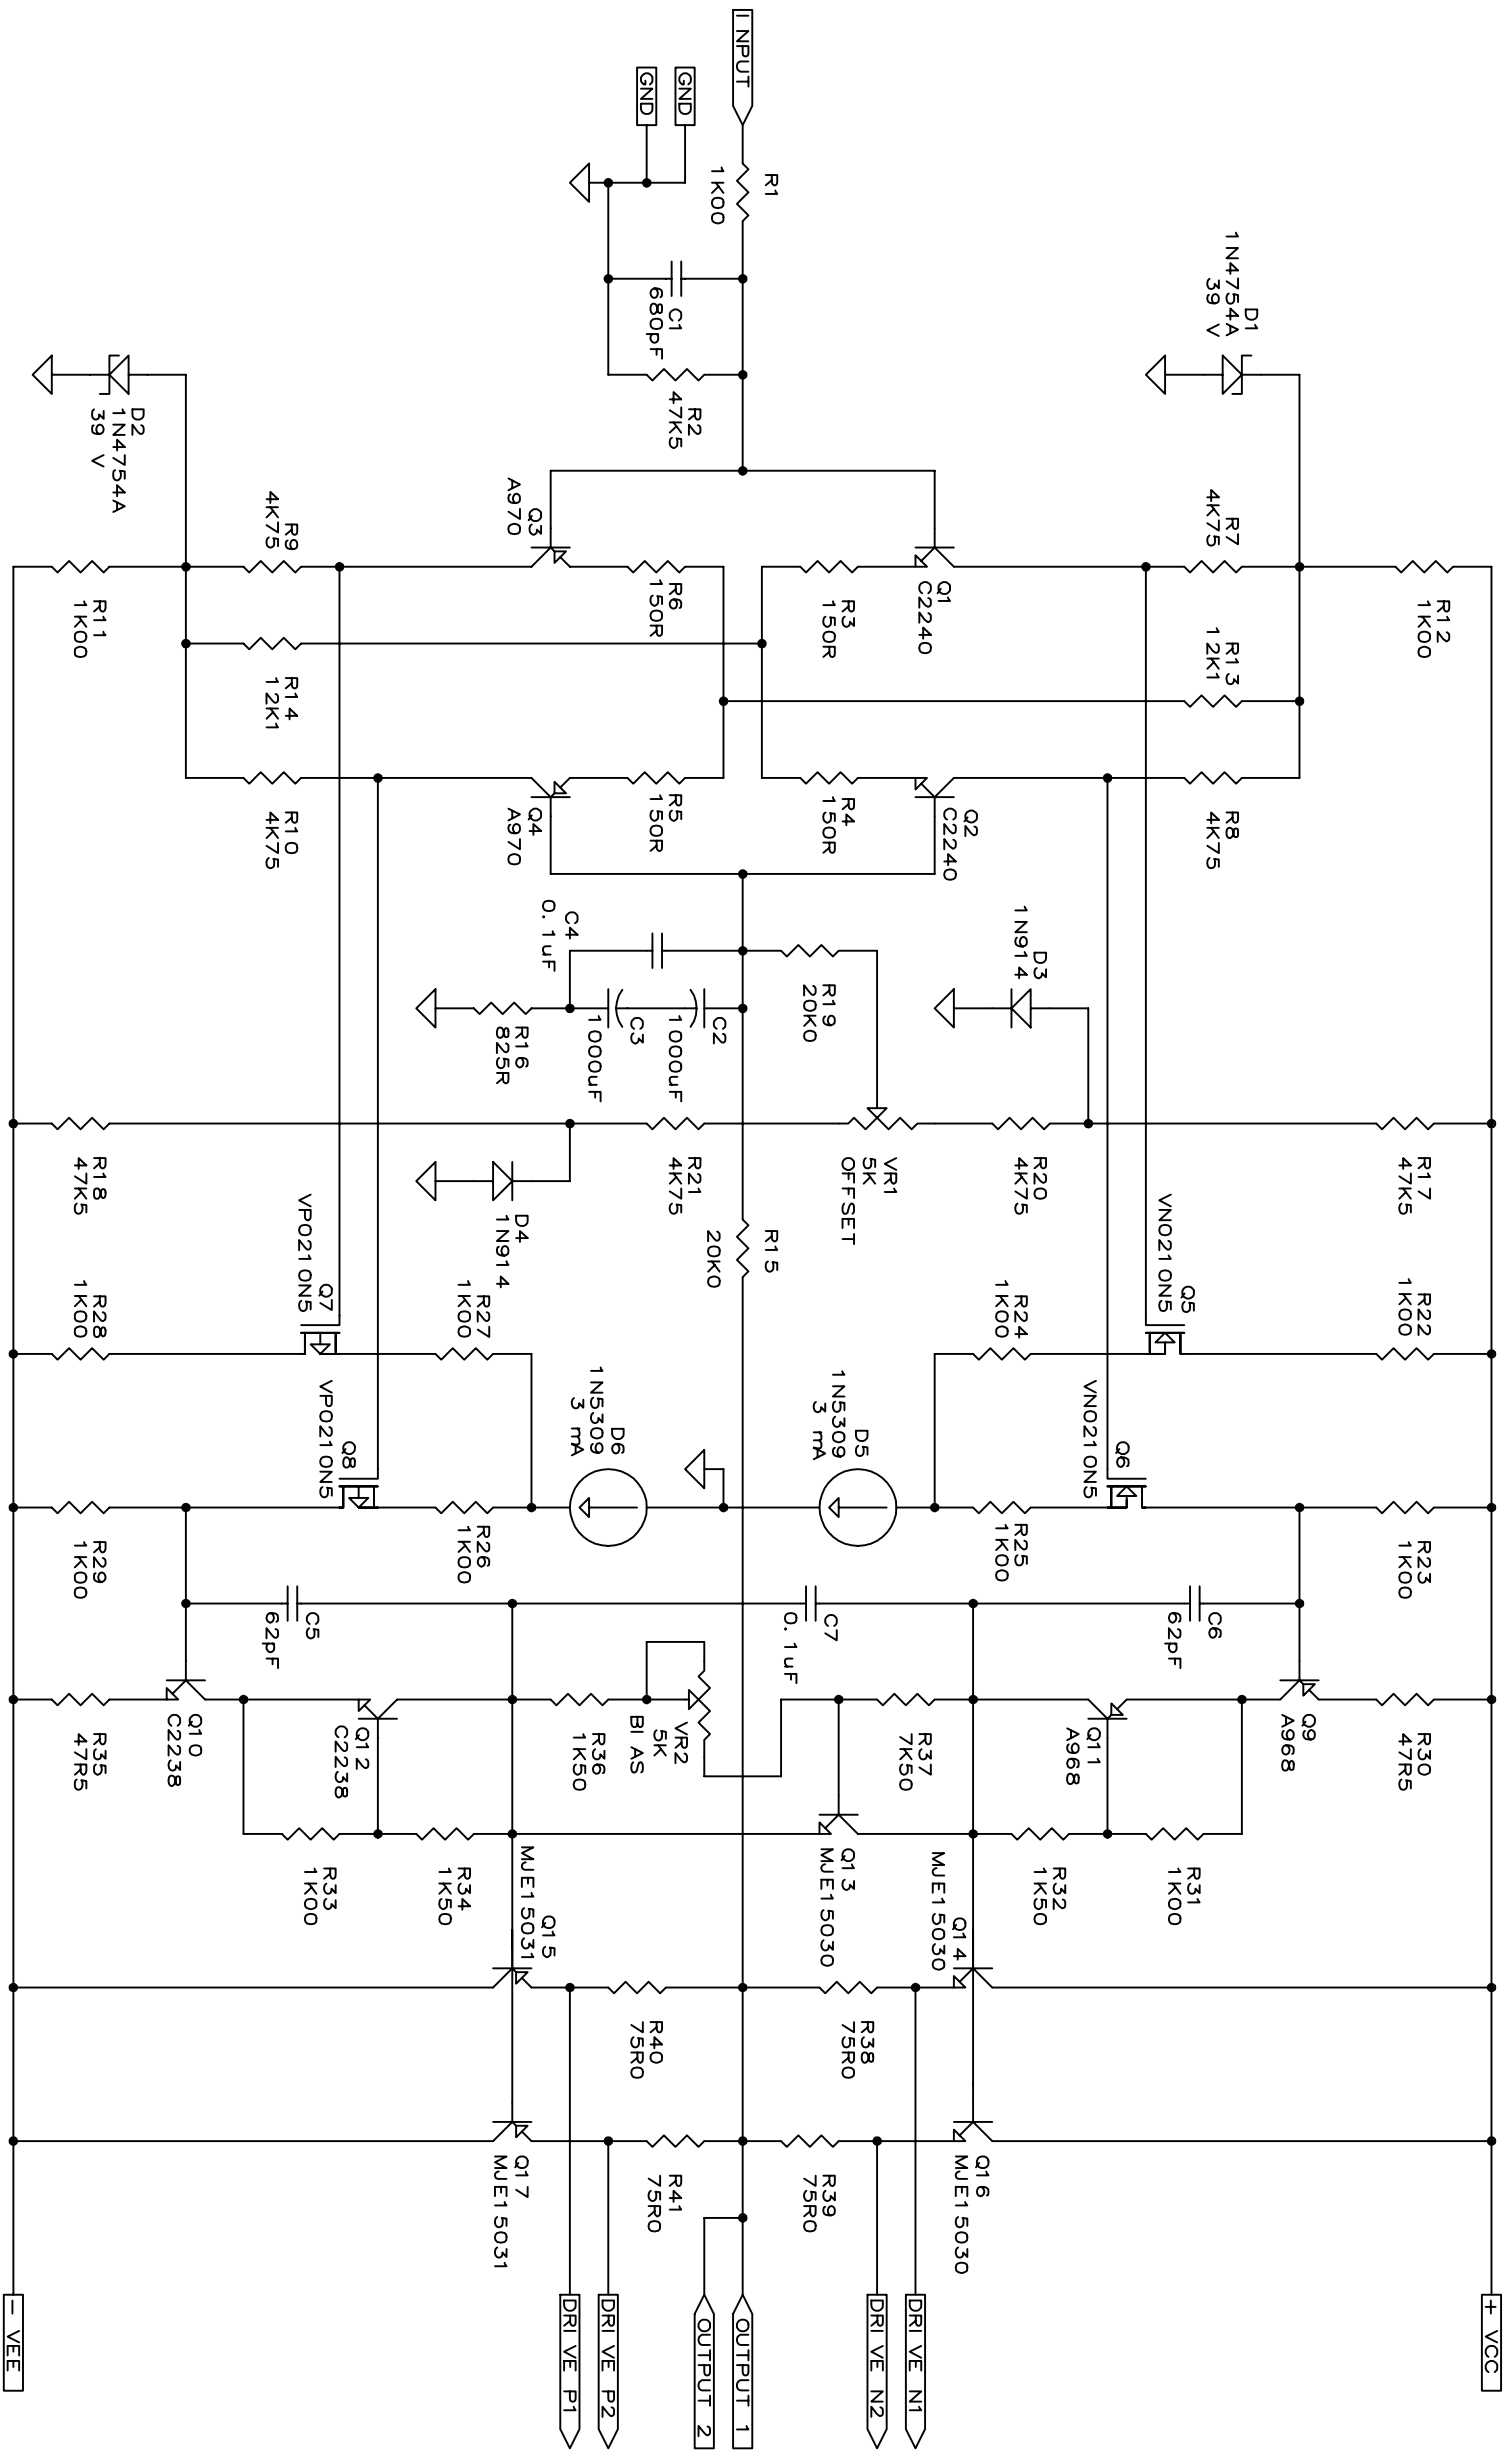 INPUT
GND
GND
R1
1K00
C1
680pF
R2
47K5
D1
1N4754A
39 V
D2
1N4754A
39 V
R12
1K00
R7
4K75
R13
12K1
R8
4K75
Q1
C2240
R3
150R
Q2
C2240
R4
150R
R6
150R
Q3
A970
R5
150R
Q4
A970
R9
4K75
R14
12K1
R10
4K75
R11
1K00
D3
1N914
R19
20K0
C2
1000uF
C3
1000uF
C4
0.1uF
R16
825R
R17
47K5
R20
4K75
VR1
5K
OFFSET
R15
20K0
R21
4K75
D4
1N914
R18
47K5
R22
1K00
Q5
VN0210N5
R24
1K00
R27
1K00
Q7
VP0210N5
R28
1K00
R23
1K00
Q6
VN0210N5
R25
1K00
D5
1N5309
3 mA
D6
1N5309
3 mA
R26
1K00
Q8
VP0210N5
R29
1K00
C6
62pF
C7
0.1uF
C5
62pF
R30
47R5
Q9
A968
Q11
A968
R37
7K50
VR2
5K
BIAS
R36
1K50
Q12
C2238
Q10
C2238
R35
47R5
R31
1K00
R32
1K50
Q13
MJE15030
R34
1K50
R33
1K00
Q14
MJE15030
R38
75R0
R40
75R0
Q15
MJE15031
Q16
MJE15030
R39
75R0
R41
75R0
Q17
MJE15031
+ VCC
DRIVE N1
DRIVE N2
OUTPUT 1
OUTPUT 2
DRIVE P2
DRIVE P1
- VEE